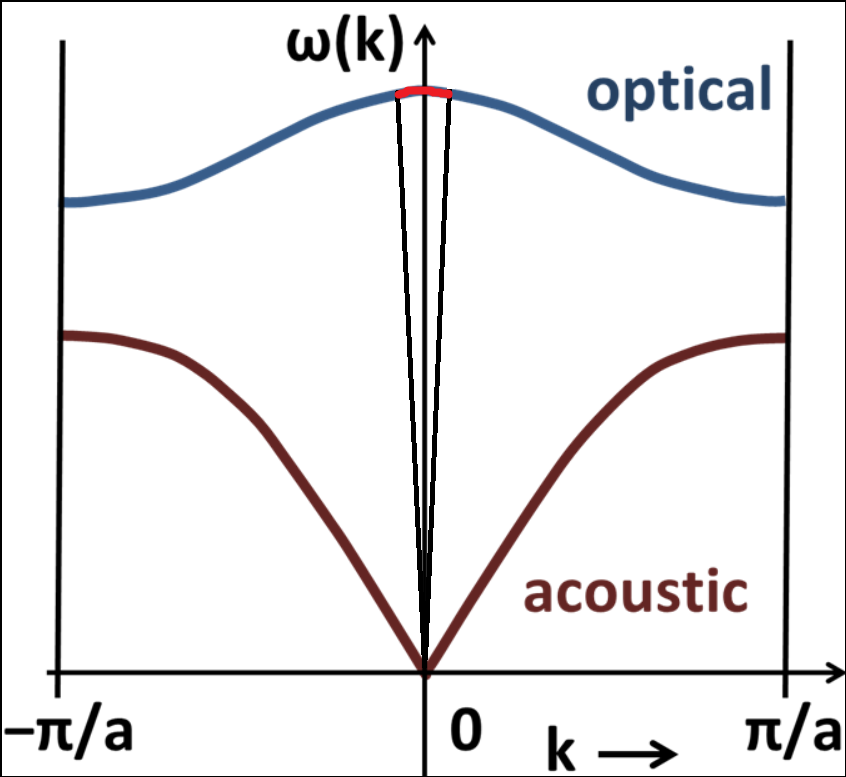 ω(k)
optical
acoustic
–π/a
0
k →
π/a